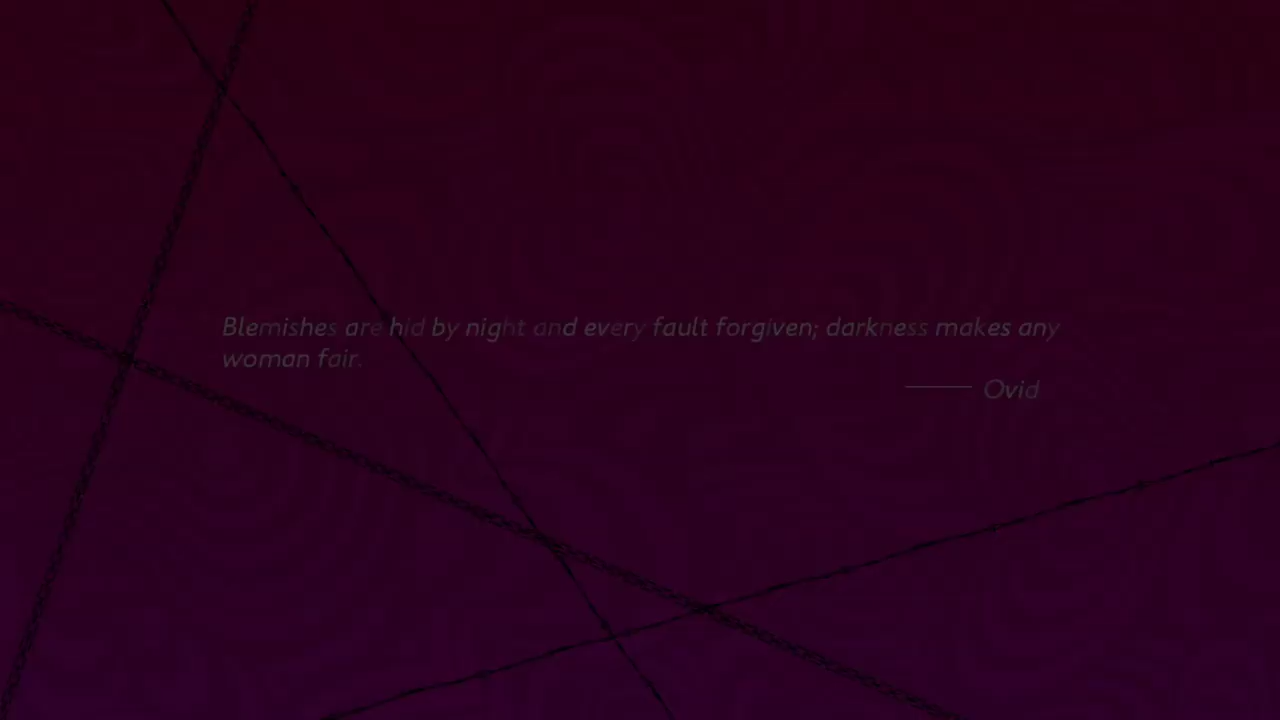 Blemishes are hid by night and every fault forgiven; darkness makes any
woman fair.
Ovid